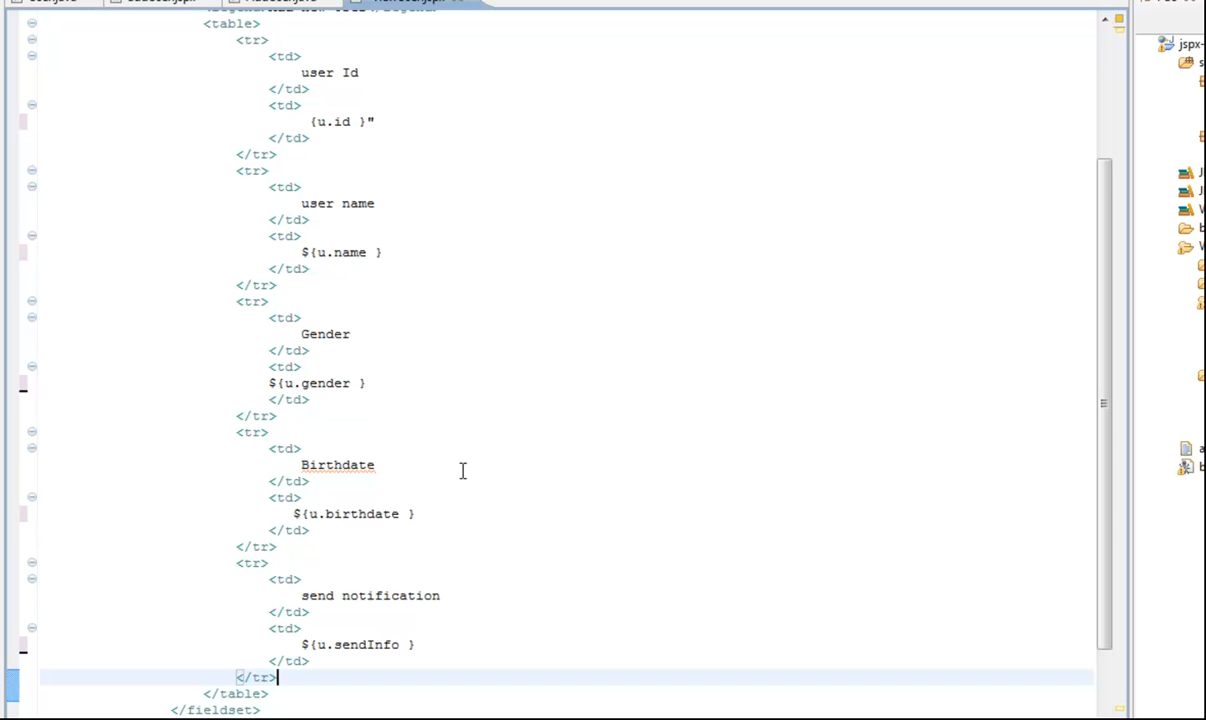 <table>
<tr>
<td>
user Id
</td>
<td>
{u.id }"
</td>
</tr>
<tr>
<td>
user name
</td>
<td>
${u.name }
</td>
</tr>
<tr>
<td>
Gender
</td>
<td>
${u.gender }
</td>
</tr>
<tr>
<td>
Birthdate
</td>
<td>
${u.birthdate }
</td>
</tr>
<tr>
<td>
send notification
</td>
<td>
${u.sendInfo }
</td>
</tr>
</table>
</fieldset>
jspx-